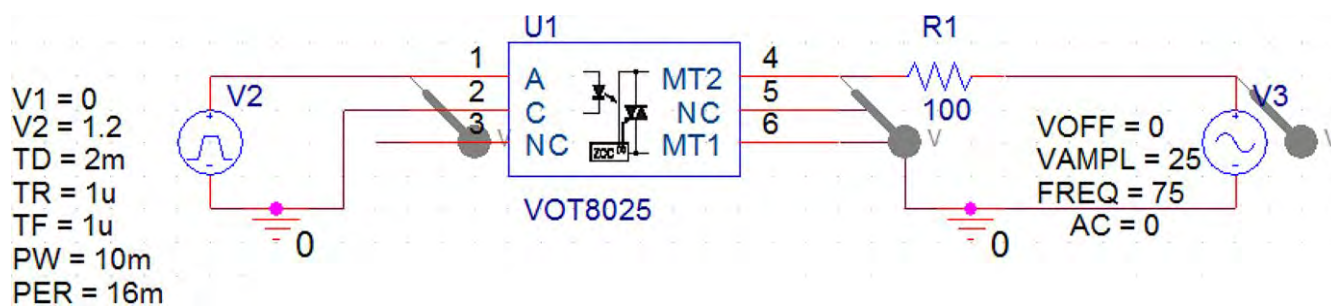 U1
R1
1
2
3
A
C
NC
ZCC
MT2
NC
MT1
4
5
6
V2
V1 = 0
V2 = 1.2
TD = 2m
TR = 1u
TF = 1u
PW = 10m
PER = 16m
0
V
VOT8025
V
100
V3
VOFF = 0
VAMPL = 25
FREQ = 75
AC = 0
0
V